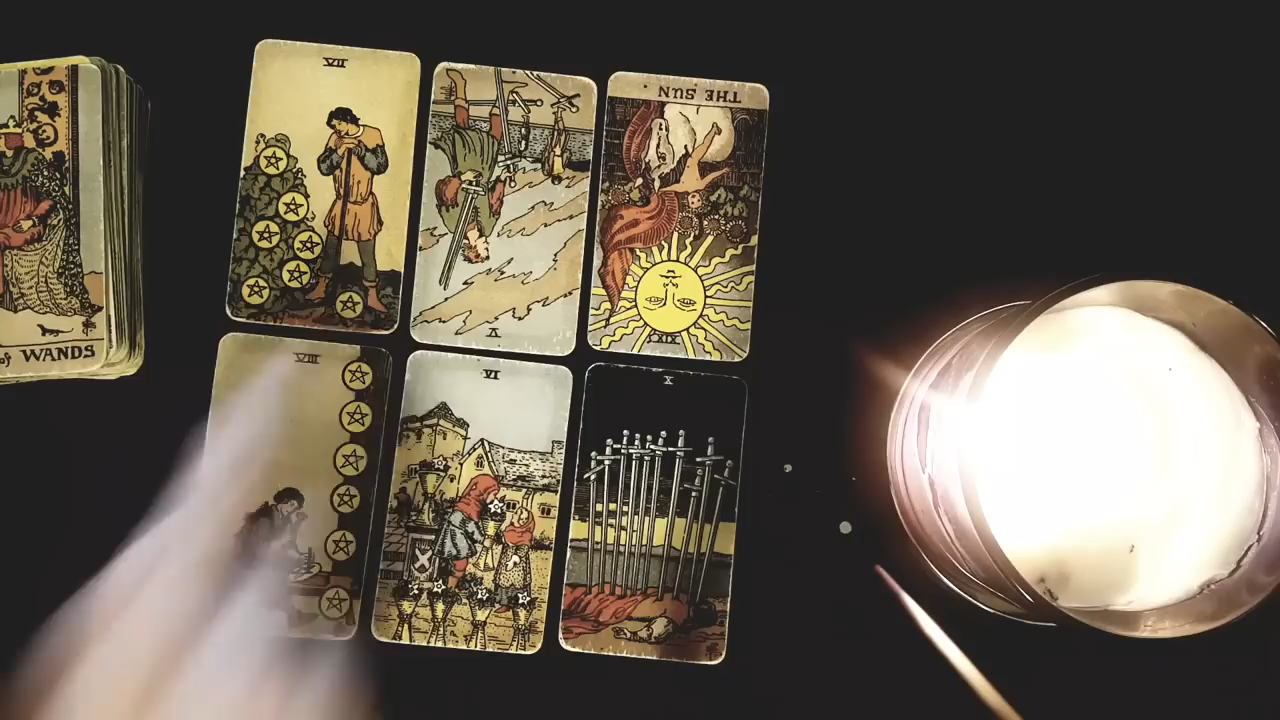 VII
V
THE SUN
XIX
of WANDS
VIII
VI
X